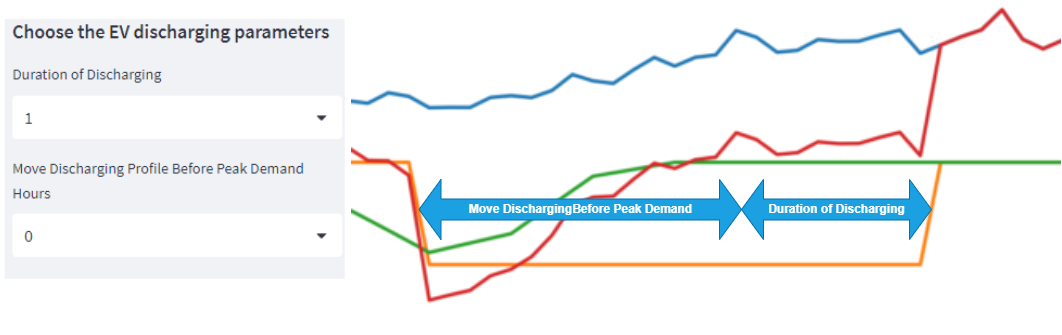 Choose the EV discharging parameters
Duration of Discharging
1
Move Discharging Profile Before Peak Demand
Hours
0
Move DischargingBefore Peak Demand
Duration of Discharging